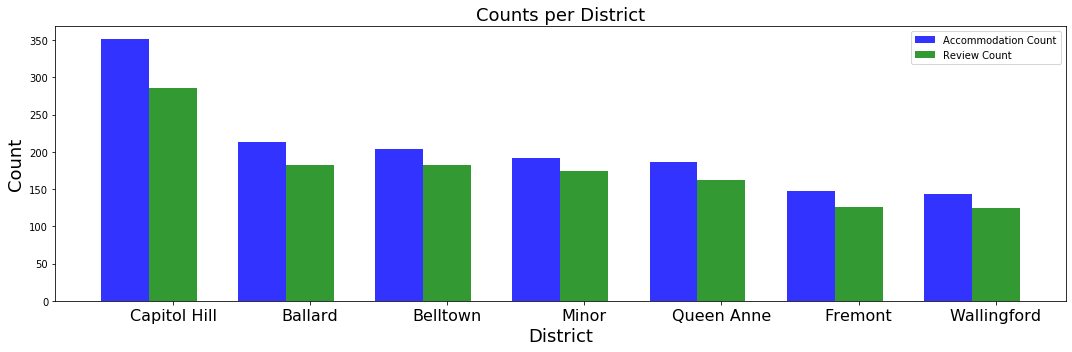 Counts per District
Accommodation Count
Review Count
Count
350
300
250
200
150
100
50
0
Capitol Hill Ballard Belltown Minor Queen Anne Fremont Wallingford
District